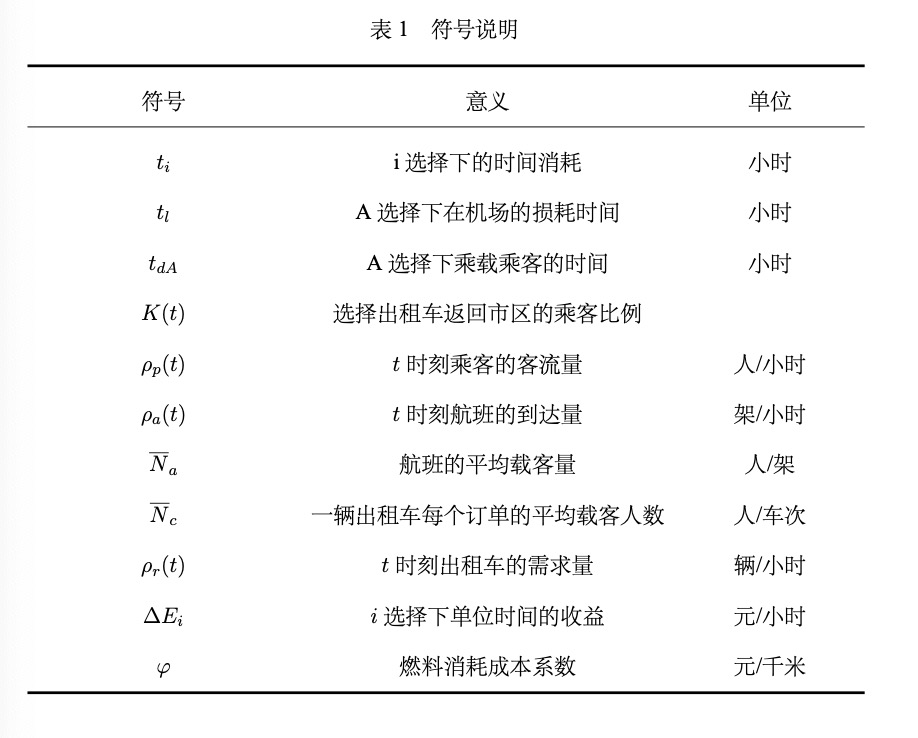 表 1 符号说明
符号 意义 单位
t_i i 选择下的时间消耗 小时
t_l A 选择下在机场的损耗时间 小时
t_{dA} A 选择下乘载乘客的时间 小时
K(t) 选择出租车返回市区的乘客比例
ρ_p(t) t 时刻乘客的客流量 人/小时
ρ_a(t) t 时刻航班的到达量 架/小时
N̅_a 航班的平均载客量 人/架
N̅_c 一辆出租车每个订单的平均载客人数 人/车次
ρ_r(t) t 时刻出租车的需求量 辆/小时
ΔE_i i 选择下单位时间的收益 元/小时
φ 燃料消耗成本系数 元/千米